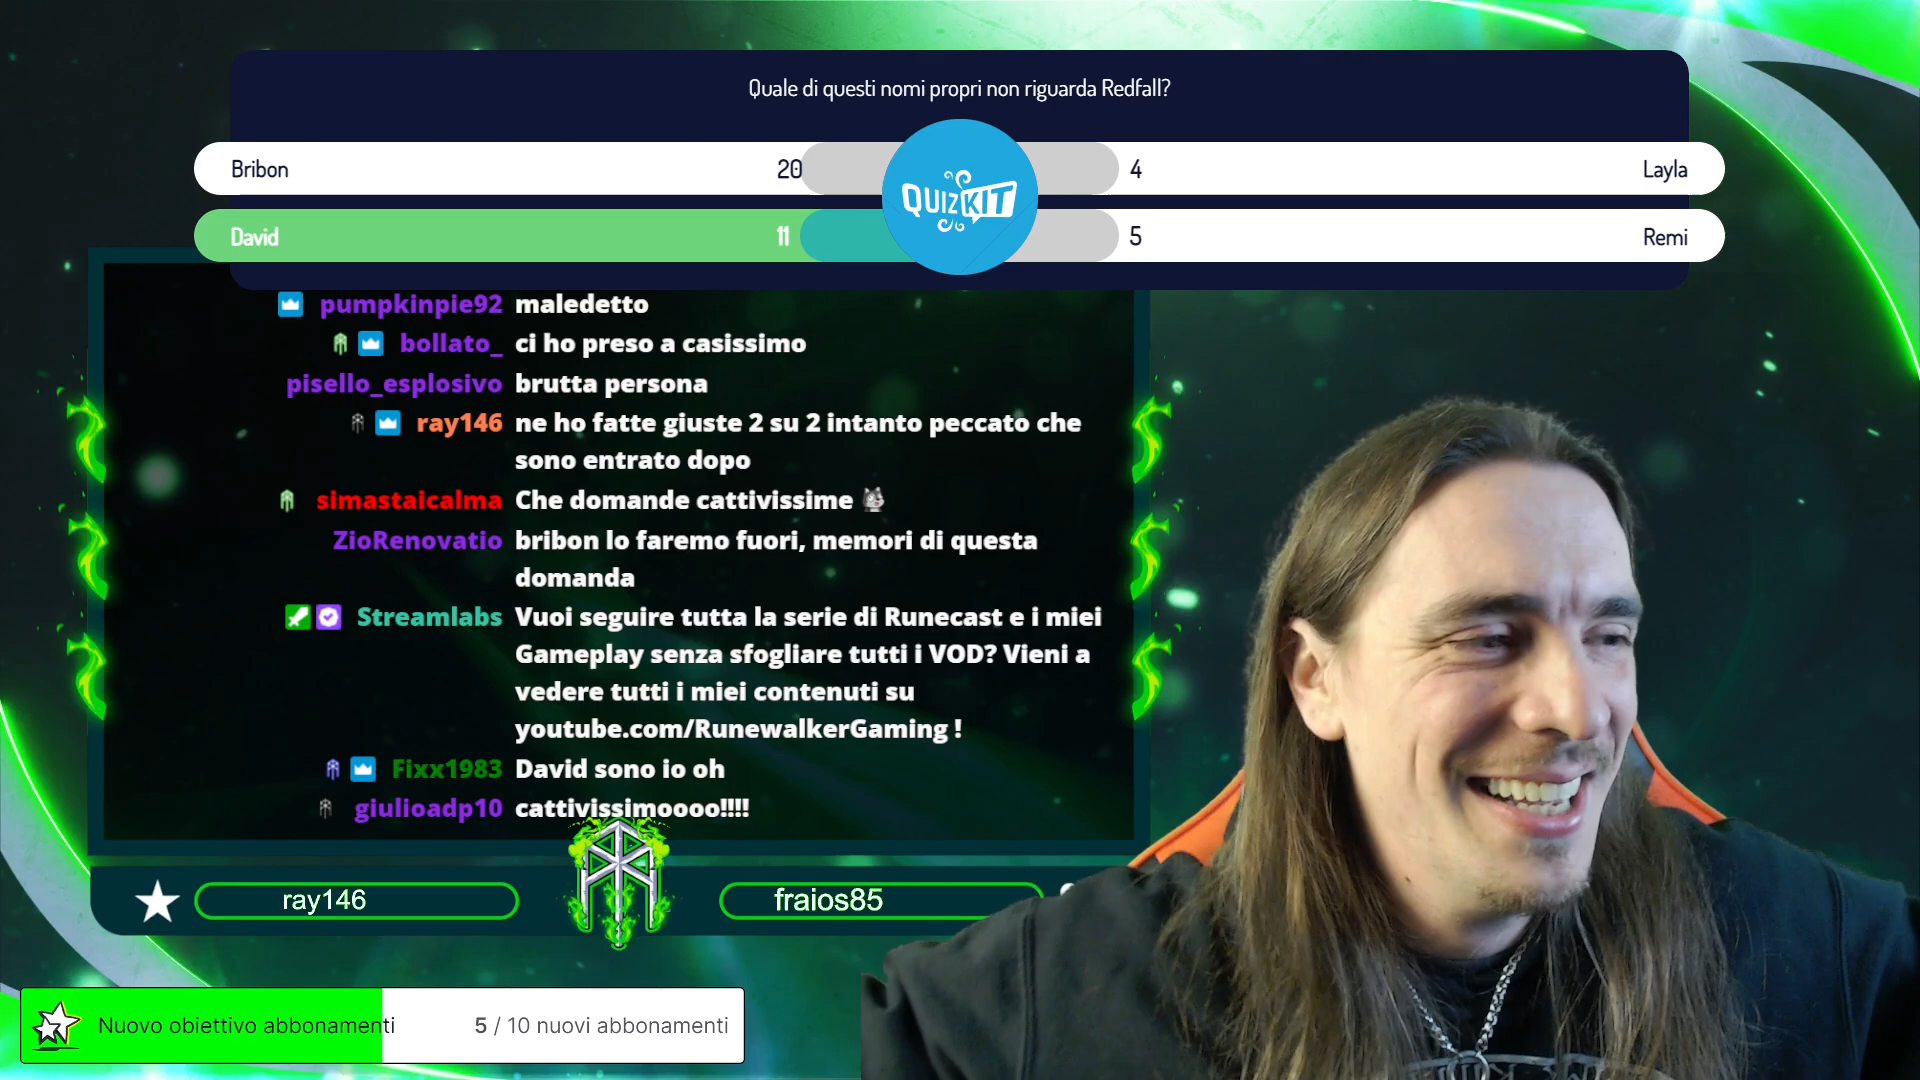 Quale di questi nomi propri non riguarda Redfall?
Bribon 20
4 Layla
QUIZKIT
David 11
5 Remi
pumpkinpie92 maledetto
bollato_ ci ho preso a casissimo
pisello_esplosivo brutta persona
ray146 ne ho fatte giuste 2 su 2 intanto peccato che
sono entrato dopo
simastaicalma Che domande cattivissime
ZioRenovatio bribon lo faremo fuori, memori di questa
domanda
Streamlabs Vuoi seguire tutta la serie di Runecast e i miei
Gameplay senza sfogliare tutti i VOD? Vieni a
vedere tutti i miei contenuti su
youtube.com/RunewalkerGaming !
Fixx1983 David sono io oh
giulioadp10 cattivissimoooo!!!!
ray146
fraios85
Nuovo obiettivo abbonamenti
5 / 10 nuovi abbonamenti